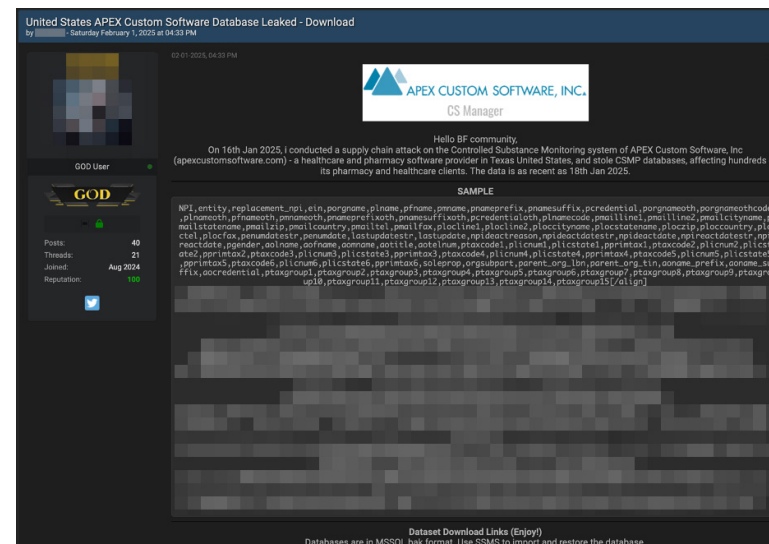 United States APEX Custom Software Database Leaked - Download
by - Saturday February 1, 2025 at 04:33 PM
02-01-2025, 04:33 PM
APEX CUSTOM SOFTWARE, INC.
CS Manager
GOD User
GOD
Posts: 40
Threads: 21
Joined: Aug 2024
Reputation: 100
Hello BF community,
On 16th Jan 2025, i conducted a supply chain attack on the Controlled Substance Monitoring system of APEX Custom Software, Inc
(apexcustomsoftware.com) - a healthcare and pharmacy software provider in Texas United States, and stole CSMP databases, affecting hundreds
its pharmacy and healthcare clients. The data is as recent as 18th Jan 2025.
SAMPLE
NPI,entity,replacement_npi,ein,porgname,plname,pfname,pmname,pnameprefix,pnamesuffix,pcredential,porgnameoth,porgnameothcode
,plnameoth,pfnameoth,pmnameoth,pnameprefixoth,pnamesuffixoth,pcredentialoth,plnamecode,pmailline1,pmailline2,pmailcityname,p
mailstatename,pmailzip,pmailcountry,pmailtel,pmailfax,plocline1,plocline2,ploccityname,plocstatename,ploczip,ploccountry,plo
ctel,plocfax,penumdatestr,penumdate,lastupdatestr,lastupdate,npideactreason,npideactdatestr,npideactdate,npireactdatestr,npi
reactdate,pgender,aolname,aofname,aomname,aotitle,aotelnum,ptaxcode1,plicnum1,plicstate1,pprimtax1,ptaxcode2,plicnum2,plicst
ate2,pprimtax2,ptaxcode3,plicnum3,plicstate3,pprimtax3,ptaxcode4,plicnum4,plicstate4,pprimtax4,ptaxcode5,plicnum5,plicstate5
,pprimtax5,ptaxcode6,plicnum6,plicstate6,pprimtax6,soleprop,orgsubpart,parent_org_lbn,parent_org_tin,aoname_prefix,aoname_su
ffix,aocredential,ptaxgroup1,ptaxgroup2,ptaxgroup3,ptaxgroup4,ptaxgroup5,ptaxgroup6,ptaxgroup7,ptaxgroup8,ptaxgroup9,ptaxgro
up10,ptaxgroup11,ptaxgroup12,ptaxgroup13,ptaxgroup14,ptaxgroup15[/align]
Dataset Download Links (Enjoy!)
Databases are in MSSQL bak format. Use SSMS to import and restore the database